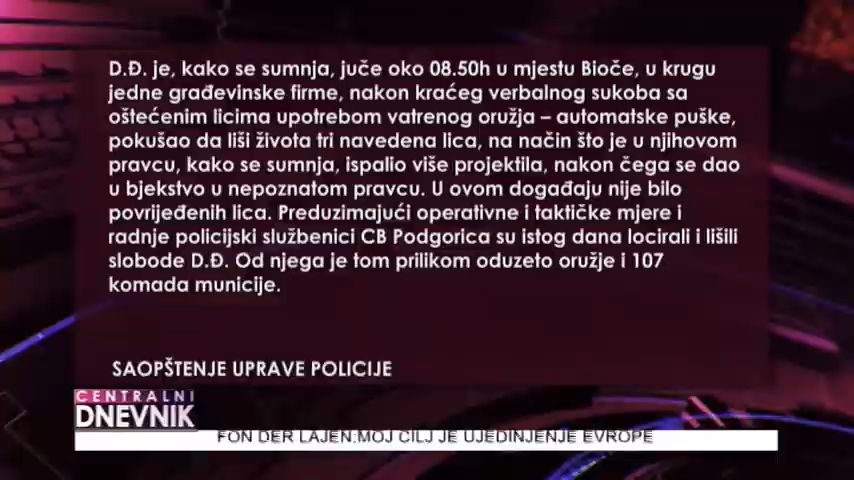 D.Đ. je, kako se sumnja, juče oko 08.50h u mjestu Bioče, u krugu
jedne građevinske firme, nakon kraćeg verbalnog sukoba sa
oštećenim licima upotrebom vatrenog oružja – automatske puške,
pokušao da liši života tri navedena lica, na način što je u njihovom
pravcu, kako se sumnja, ispalio više projektila, nakon čega se dao
u bjekstvo u nepoznatom pravcu. U ovom događaju nije bilo
povrijeđenih lica. Preduzimajući operativne i taktičke mjere i
radnje policijski službenici CB Podgorica su istog dana locirali i lišili
slobode D.Đ. Od njega je tom prilikom oduzeto oružje i 107
komada municije.
SAOPŠTENJE UPRAVE POLICIJE
CENTRALNI
DNEVNIK
FON DER LAJEN:MOJ CILJ JE UJEDINJENJE EVROPE